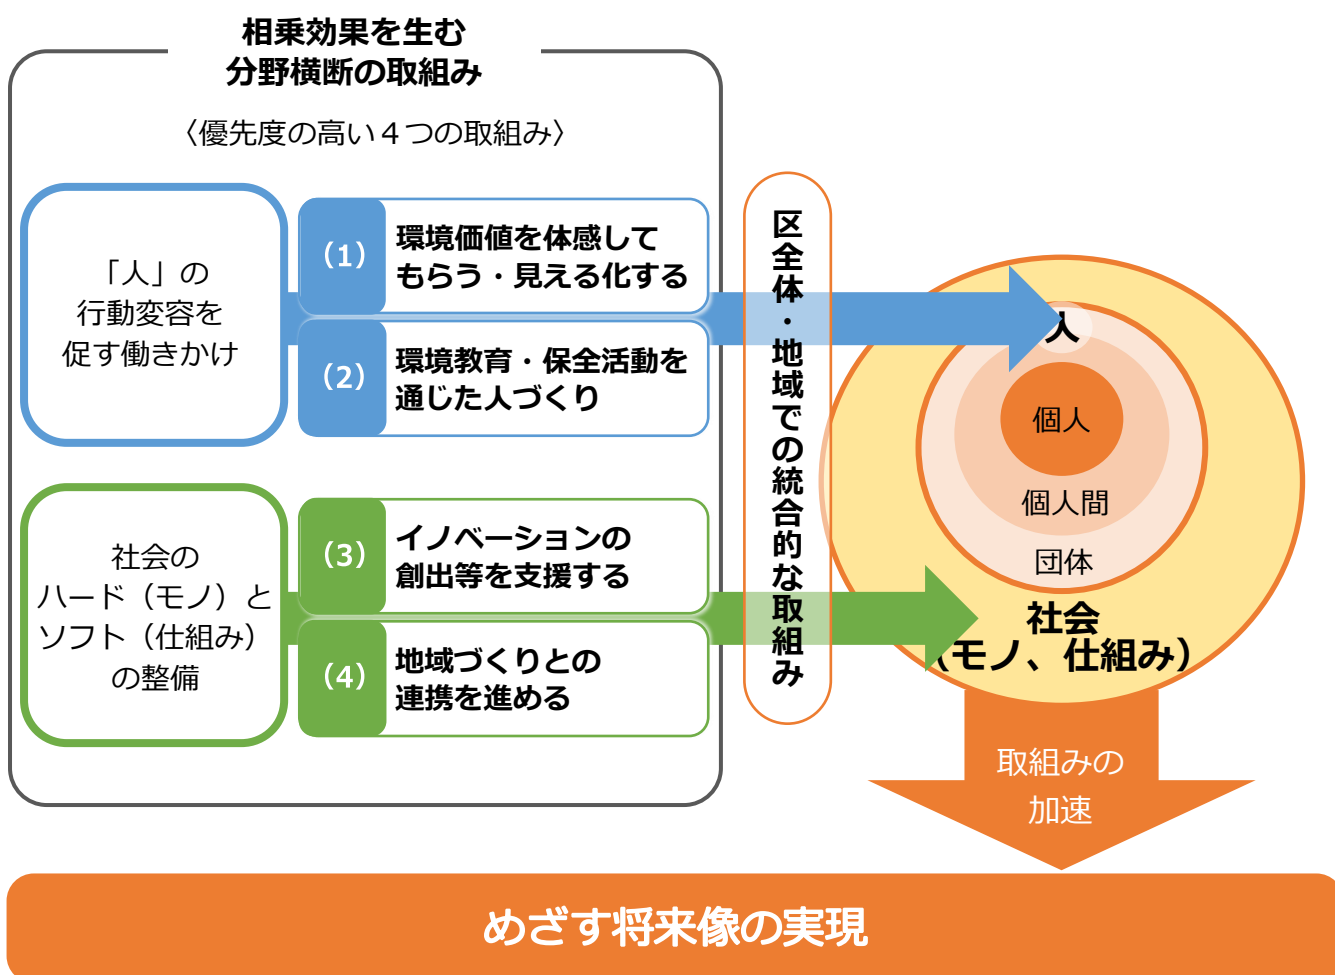 相乗効果を生む
分野横断の取組み
〈優先度の高い４つの取組み〉
「人」の
行動変容を
促す働きかけ
（1）
環境価値を体感して
もらう・見える化する
（2）
環境教育・保全活動を
通じた人づくり
社会の
ハード（モノ）と
ソフト（仕組み）
の整備
（3）
イノベーションの
創出等を支援する
（4）
地域づくりとの
連携を進める
区全体・地域での統合的な取組み
人
個人
個人間
団体
社会
（モノ、仕組み）
取組みの
加速
めざす将来像の実現